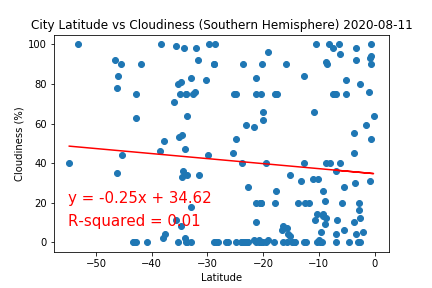 City Latitude vs Cloudiness (Southern Hemisphere) 2020-08-11
100
80
60
40
20
0
Cloudiness (%)
y = -0.25x + 34.62
R-squared = 0.01
−50 −40 −30 −20 −10 0
Latitude